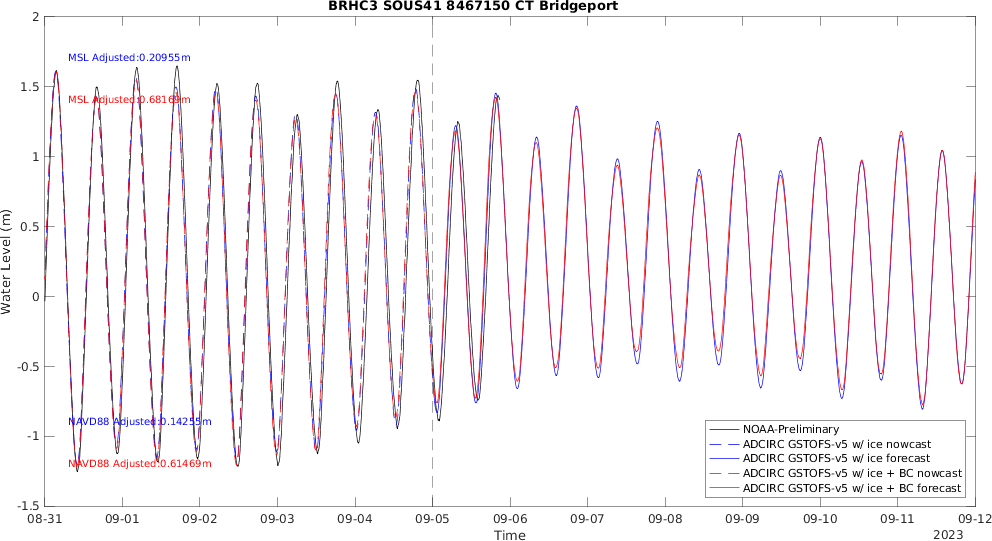 BRHC3 SOUS41 8467150 CT Bridgeport
Water Level (m)
2
1.5
1
0.5
0
-0.5
-1
-1.5
MSL Adjusted:0.20955m
MSL Adjusted:0.68169m
NAVD88 Adjusted:0.14255m
NAVD88 Adjusted:0.61469m
NOAA-Preliminary
ADCIRC GSTOFS-v5 w/ ice nowcast
ADCIRC GSTOFS-v5 w/ ice forecast
ADCIRC GSTOFS-v5 w/ ice + BC nowcast
ADCIRC GSTOFS-v5 w/ ice + BC forecast
08-31 09-01 09-02 09-03 09-04 09-05 09-06 09-07 09-08 09-09 09-10 09-11 09-12
Time
2023